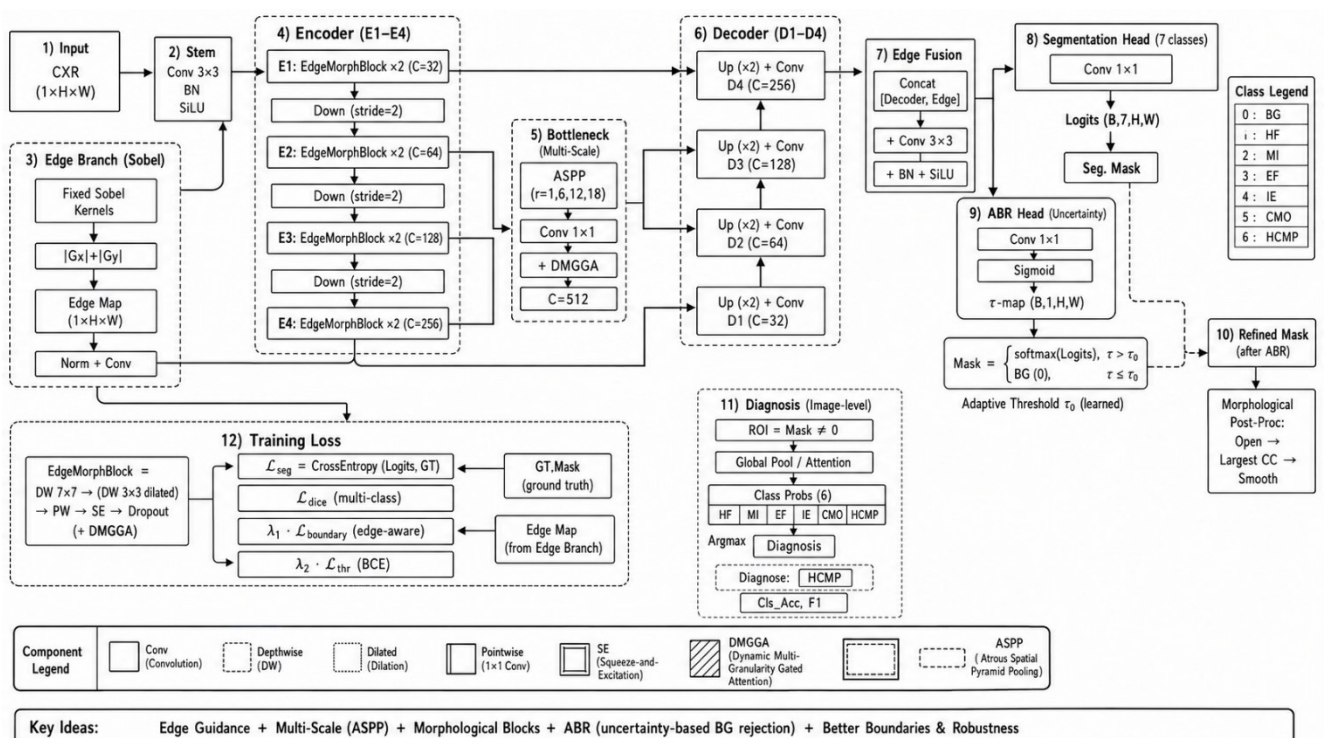 1) Input
CXR
(1×H×W)
2) Stem
Conv 3×3
BN
SiLU
3) Edge Branch (Sobel)
Fixed Sobel
Kernels
|Gx|+|Gy|
Edge Map
(1×H×W)
Norm + Conv
4) Encoder (E1–E4)
E1: EdgeMorphBlock ×2 (C=32)
Down (stride=2)
E2: EdgeMorphBlock ×2 (C=64)
Down (stride=2)
E3: EdgeMorphBlock ×2 (C=128)
Down (stride=2)
E4: EdgeMorphBlock ×2 (C=256)
5) Bottleneck
(Multi-Scale)
ASPP
(r=1,6,12,18)
Conv 1×1
+ DMGGA
C=512
6) Decoder (D1–D4)
Up (×2) + Conv
D4 (C=256)
Up (×2) + Conv
D3 (C=128)
Up (×2) + Conv
D2 (C=64)
Up (×2) + Conv
D1 (C=32)
7) Edge Fusion
Concat
[Decoder, Edge]
+ Conv 3×3
+ BN + SiLU
8) Segmentation Head (7 classes)
Conv 1×1
Logits (B,7,H,W)
Seg. Mask
Class Legend
0 : BG
ı : HF
2 : MI
3 : EF
4 : IE
5 : CMO
6 : HCMP
9) ABR Head (Uncertainty)
Conv 1×1
Sigmoid
τ-map (B,1,H,W)
Mask = { softmax(Logits), τ > τ₀
BG (0), τ ≤ τ₀
Adaptive Threshold τ₀ (learned)
10) Refined Mask
(after ABR)
Morphological
Post-Proc:
Open →
Largest CC →
Smooth
11) Diagnosis (Image-level)
ROI = Mask ≠ 0
Global Pool / Attention
Class Probs (6)
HF MI EF IE CMO HCMP
Argmax
Diagnosis
Diagnose: HCMP
Cls_Acc, F1
12) Training Loss
EdgeMorphBlock =
DW 7×7 → (DW 3×3 dilated)
→ PW → SE → Dropout
(+ DMGGA)
ℒseg = CrossEntropy (Logits, GT)
ℒdice (multi-class)
λ₁ · ℒboundary (edge-aware)
λ₂ · ℒthr (BCE)
GT,Mask
(ground truth)
Edge Map
(from Edge Branch)
Component
Legend
Conv
(Convolution)
Depthwise
(DW)
Dilated
(Dilation)
Pointwise
(1×1 Conv)
SE
(Squeeze-and-
Excitation)
DMGGA
(Dynamic Multi-
Granularity Gated
Attention)
ASPP
( Atrous Spatial
Pyramid Pooling)
Key Ideas: Edge Guidance + Multi-Scale (ASPP) + Morphological Blocks + ABR (uncertainty-based BG rejection) + Better Boundaries & Robustness